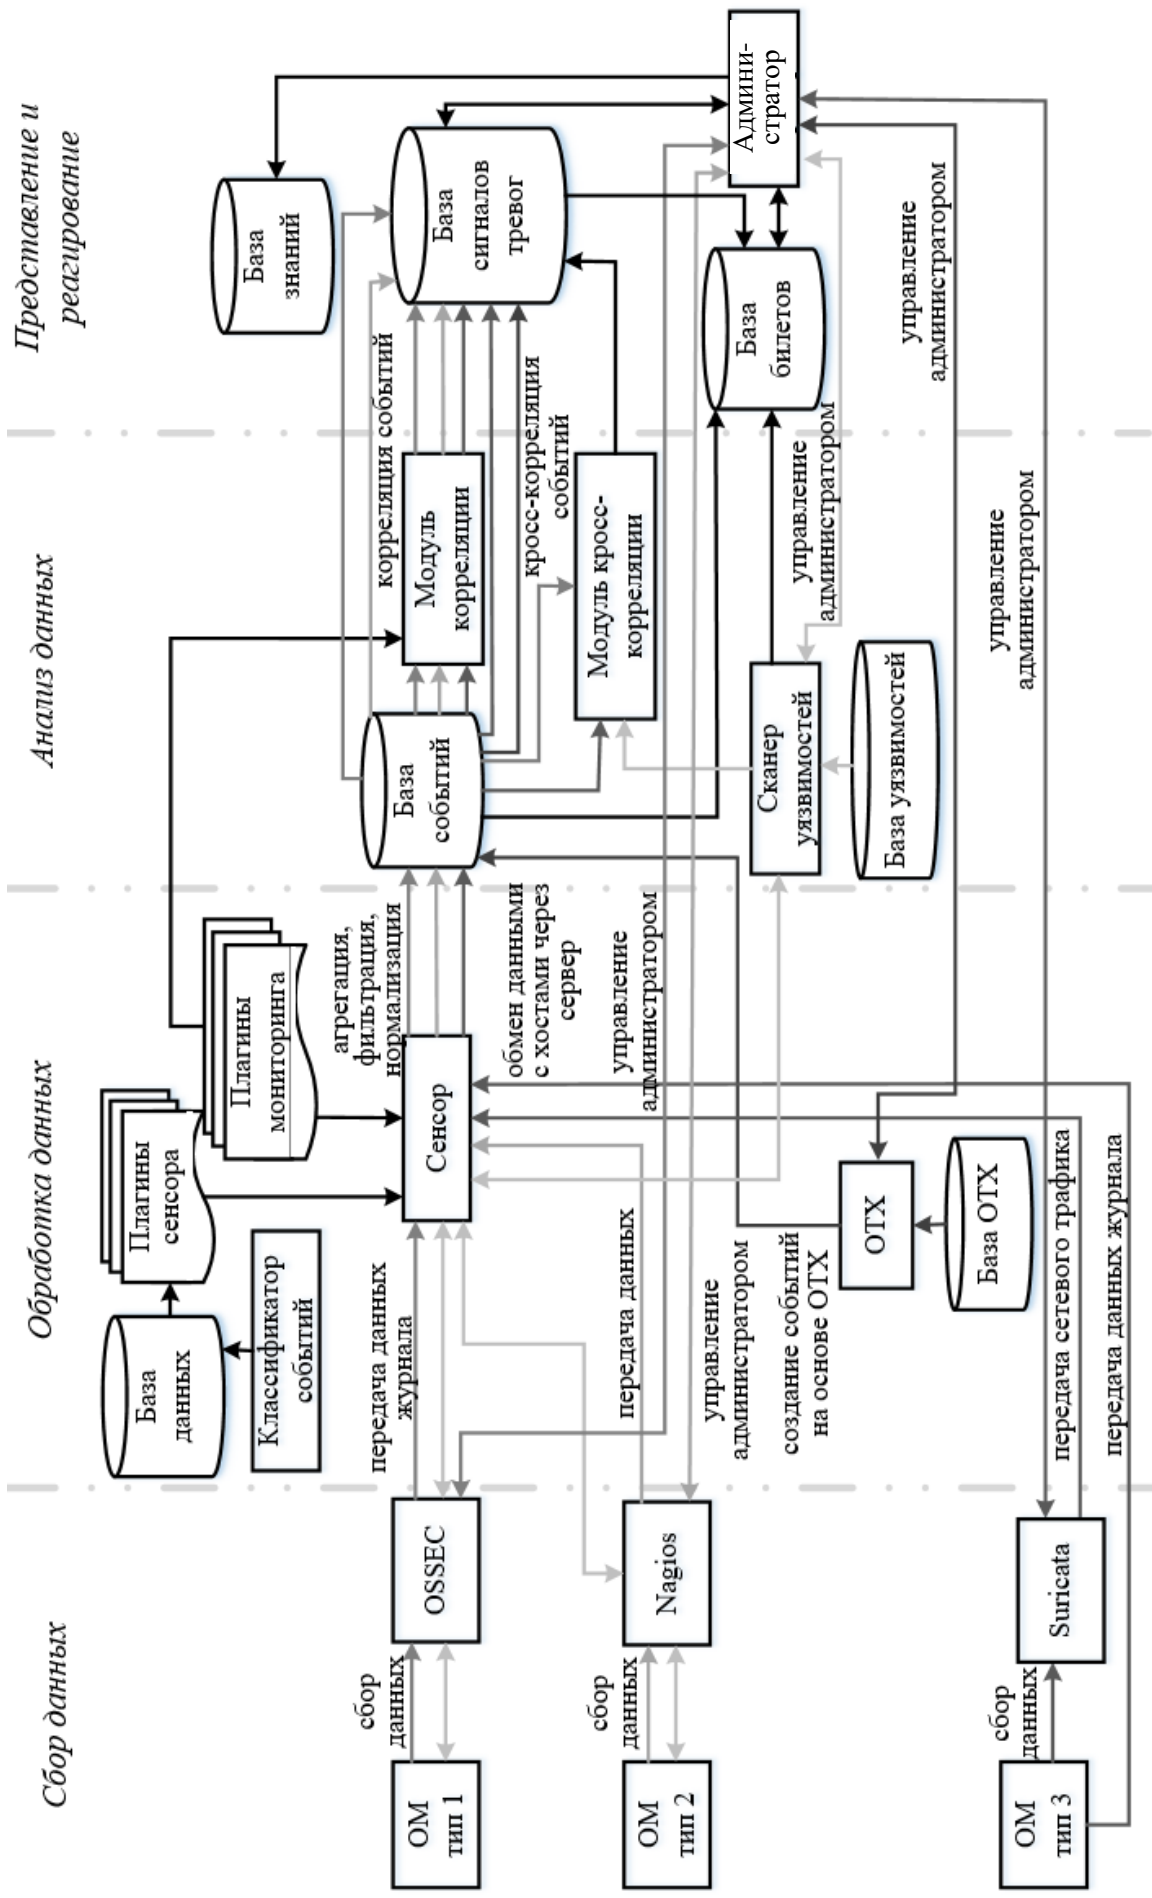 Сбор данных
Обработка данных
Анализ данных
Предоставление и
реагирование
База
данных
Классификатор
событий
Плагины
сенсора
Плагины
мониторинга
База
знаний
ОМ
тип 1
сбор
данных
OSSEC
передача данных
журнала
Сенсор
агрегация,
фильтрация,
нормализация
База
событий
Модуль
корреляции
корреляция событий
База
сигналов
тревог
кросс-корреляция
событий
Модуль кросс-
корреляции
обмен данными
с хостами через
сервер
ОМ
тип 2
сбор
данных
Nagios
передача данных
управление
администратором
управление
администратором
создание событий
на основе ОТХ
Сканер
уязвимостей
База уязвимостей
управление
администратором
База
билетов
Админи-
стратор
ОТХ
База ОТХ
управление
администратором
управление
администратором
ОМ
тип 3
сбор
данных
Suricata
передача сетевого трафика
передача данных журнала